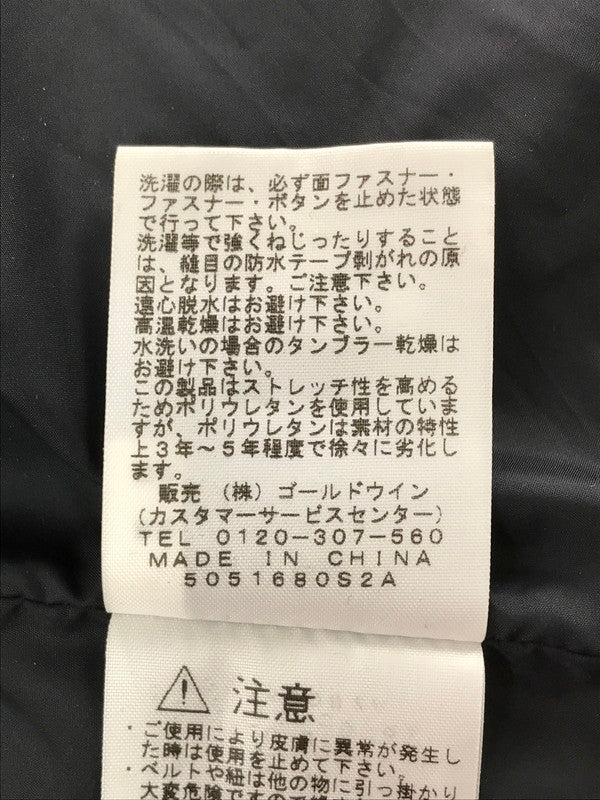 洗濯の際は、必ず面ファスナー・
ファスナー・ボタンを止めた状態
で行って下さい。
洗濯等で強くねじったりすること
は、縫目の防水テープ剥がれの原
因となります。ご注意下さい。
遠心脱水はお避け下さい。
高温乾燥はお避け下さい。
水洗いの場合のタンブラー乾燥は
お避け下さい。
この製品はストレッチ性を高める
ためポリウレタンを使用していま
すが、ポリウレタンは素材の特性
上3年～5年程度で徐々に劣化し
ます。
販売 （株）ゴールドウイン
(カスタマーサービスセンター)
TEL 0120-307-560
MADE IN CHINA
5051680S2A
注意
・ご使用により皮膚に異常が発生し
た時は使用を止めて下さい。
・ベルトや紐は他の物に引っ掛かり
大変危険ですので